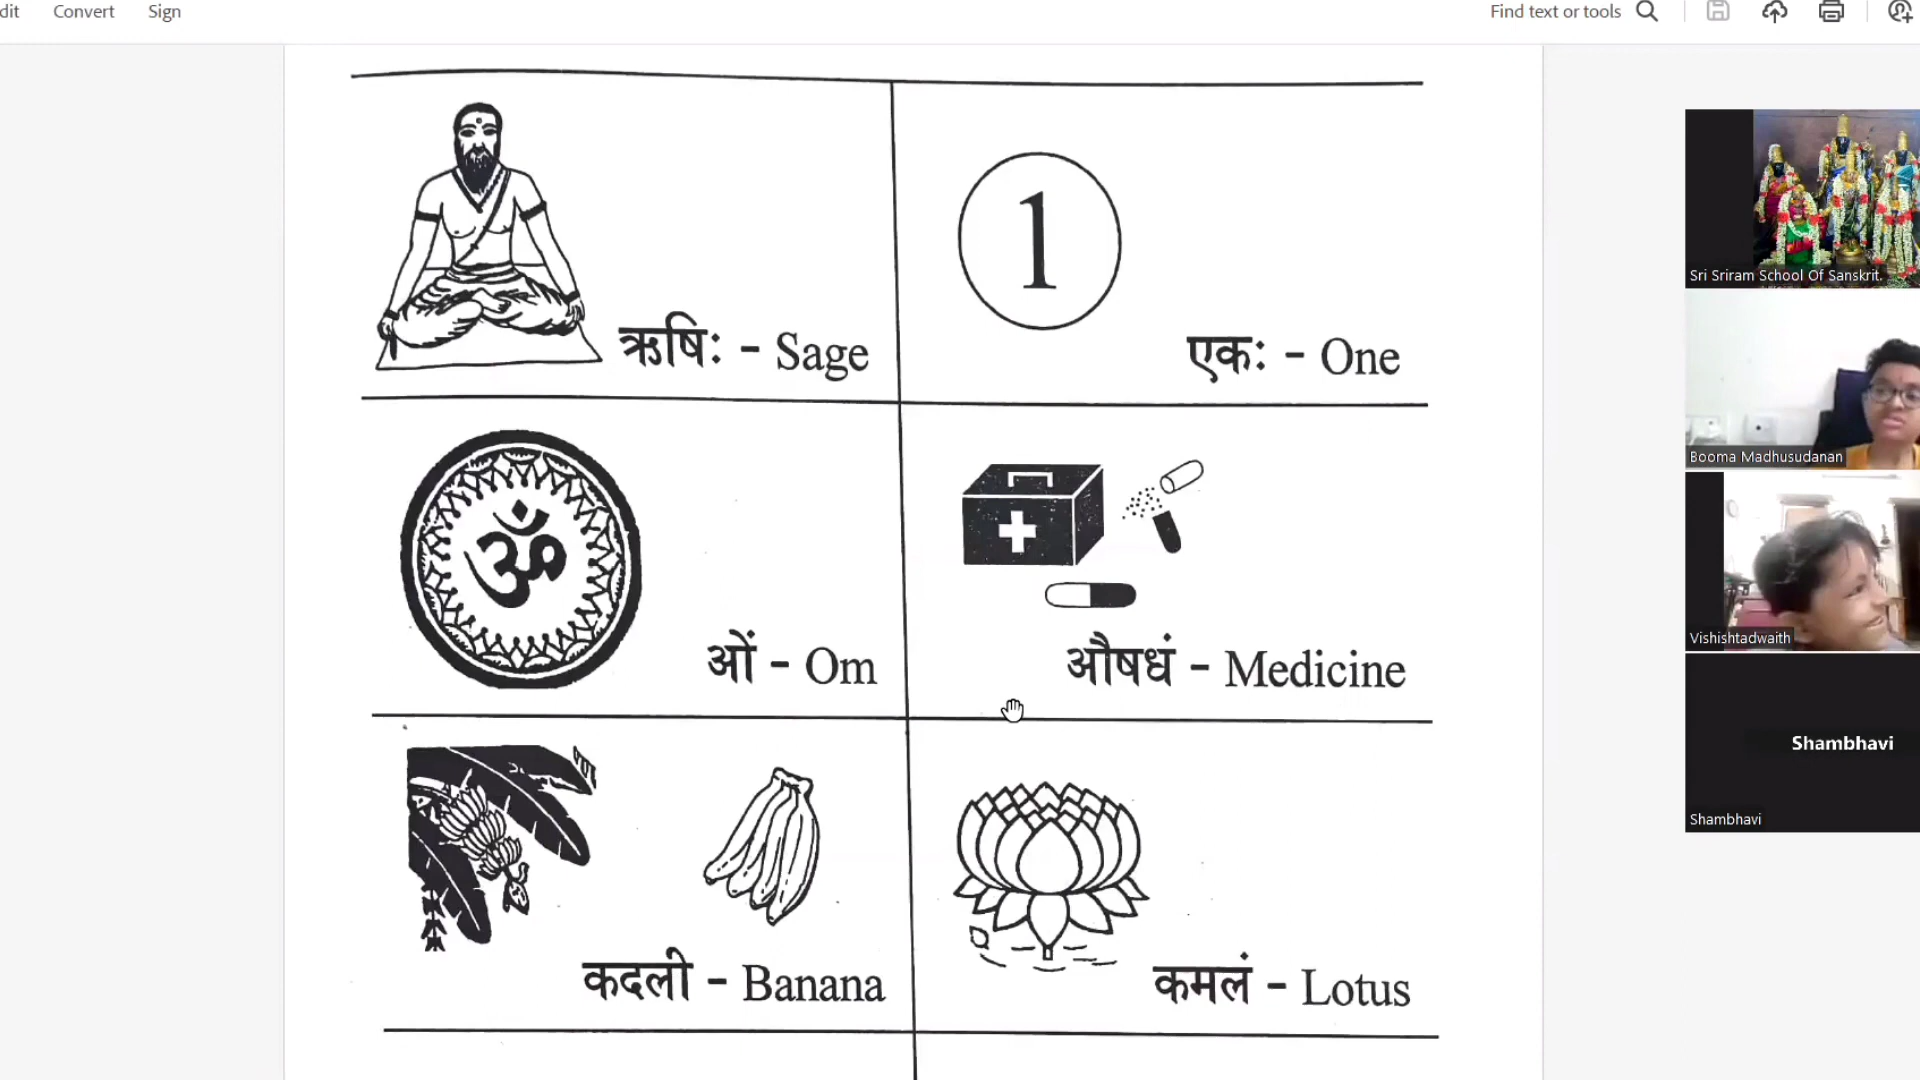 dit Convert Sign Find text or tools
ऋषिः - Sage
1
एकः - One
ॐ
ओं - Om
औषधं - Medicine
कदली - Banana
कमलं - Lotus
Sri Sriram School Of Sanskrit.
Booma Madhusudanan
Vishishtadwaith
Shambhavi
Shambhavi